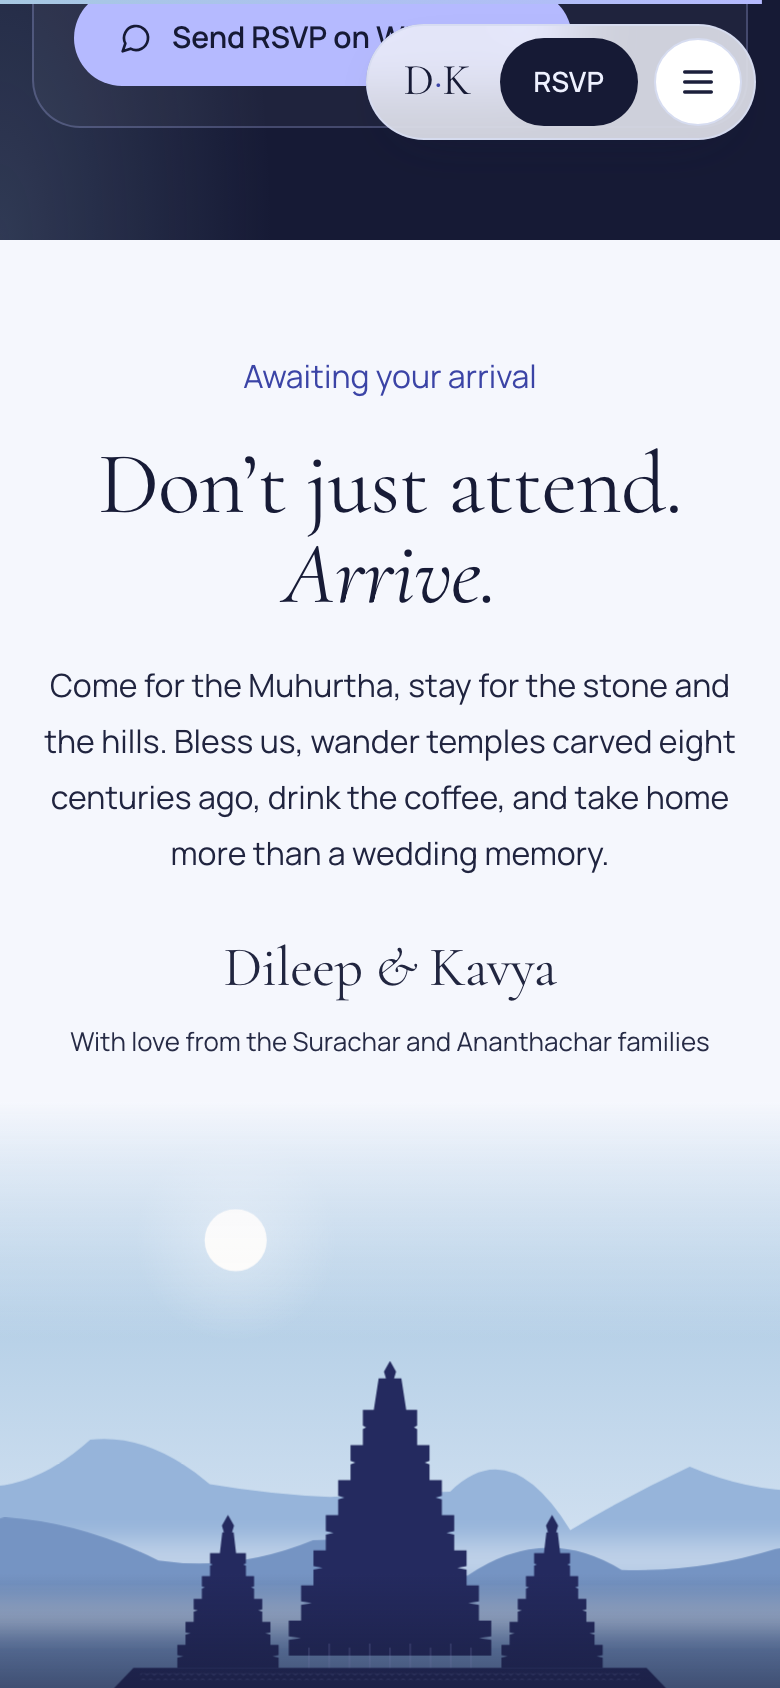 Send RSVP on
D·K
RSVP
Awaiting your arrival
Don’t just attend.
Arrive.
Come for the Muhurtha, stay for the stone and
the hills. Bless us, wander temples carved eight
centuries ago, drink the coffee, and take home
more than a wedding memory.
Dileep & Kavya
With love from the Surachar and Ananthachar families